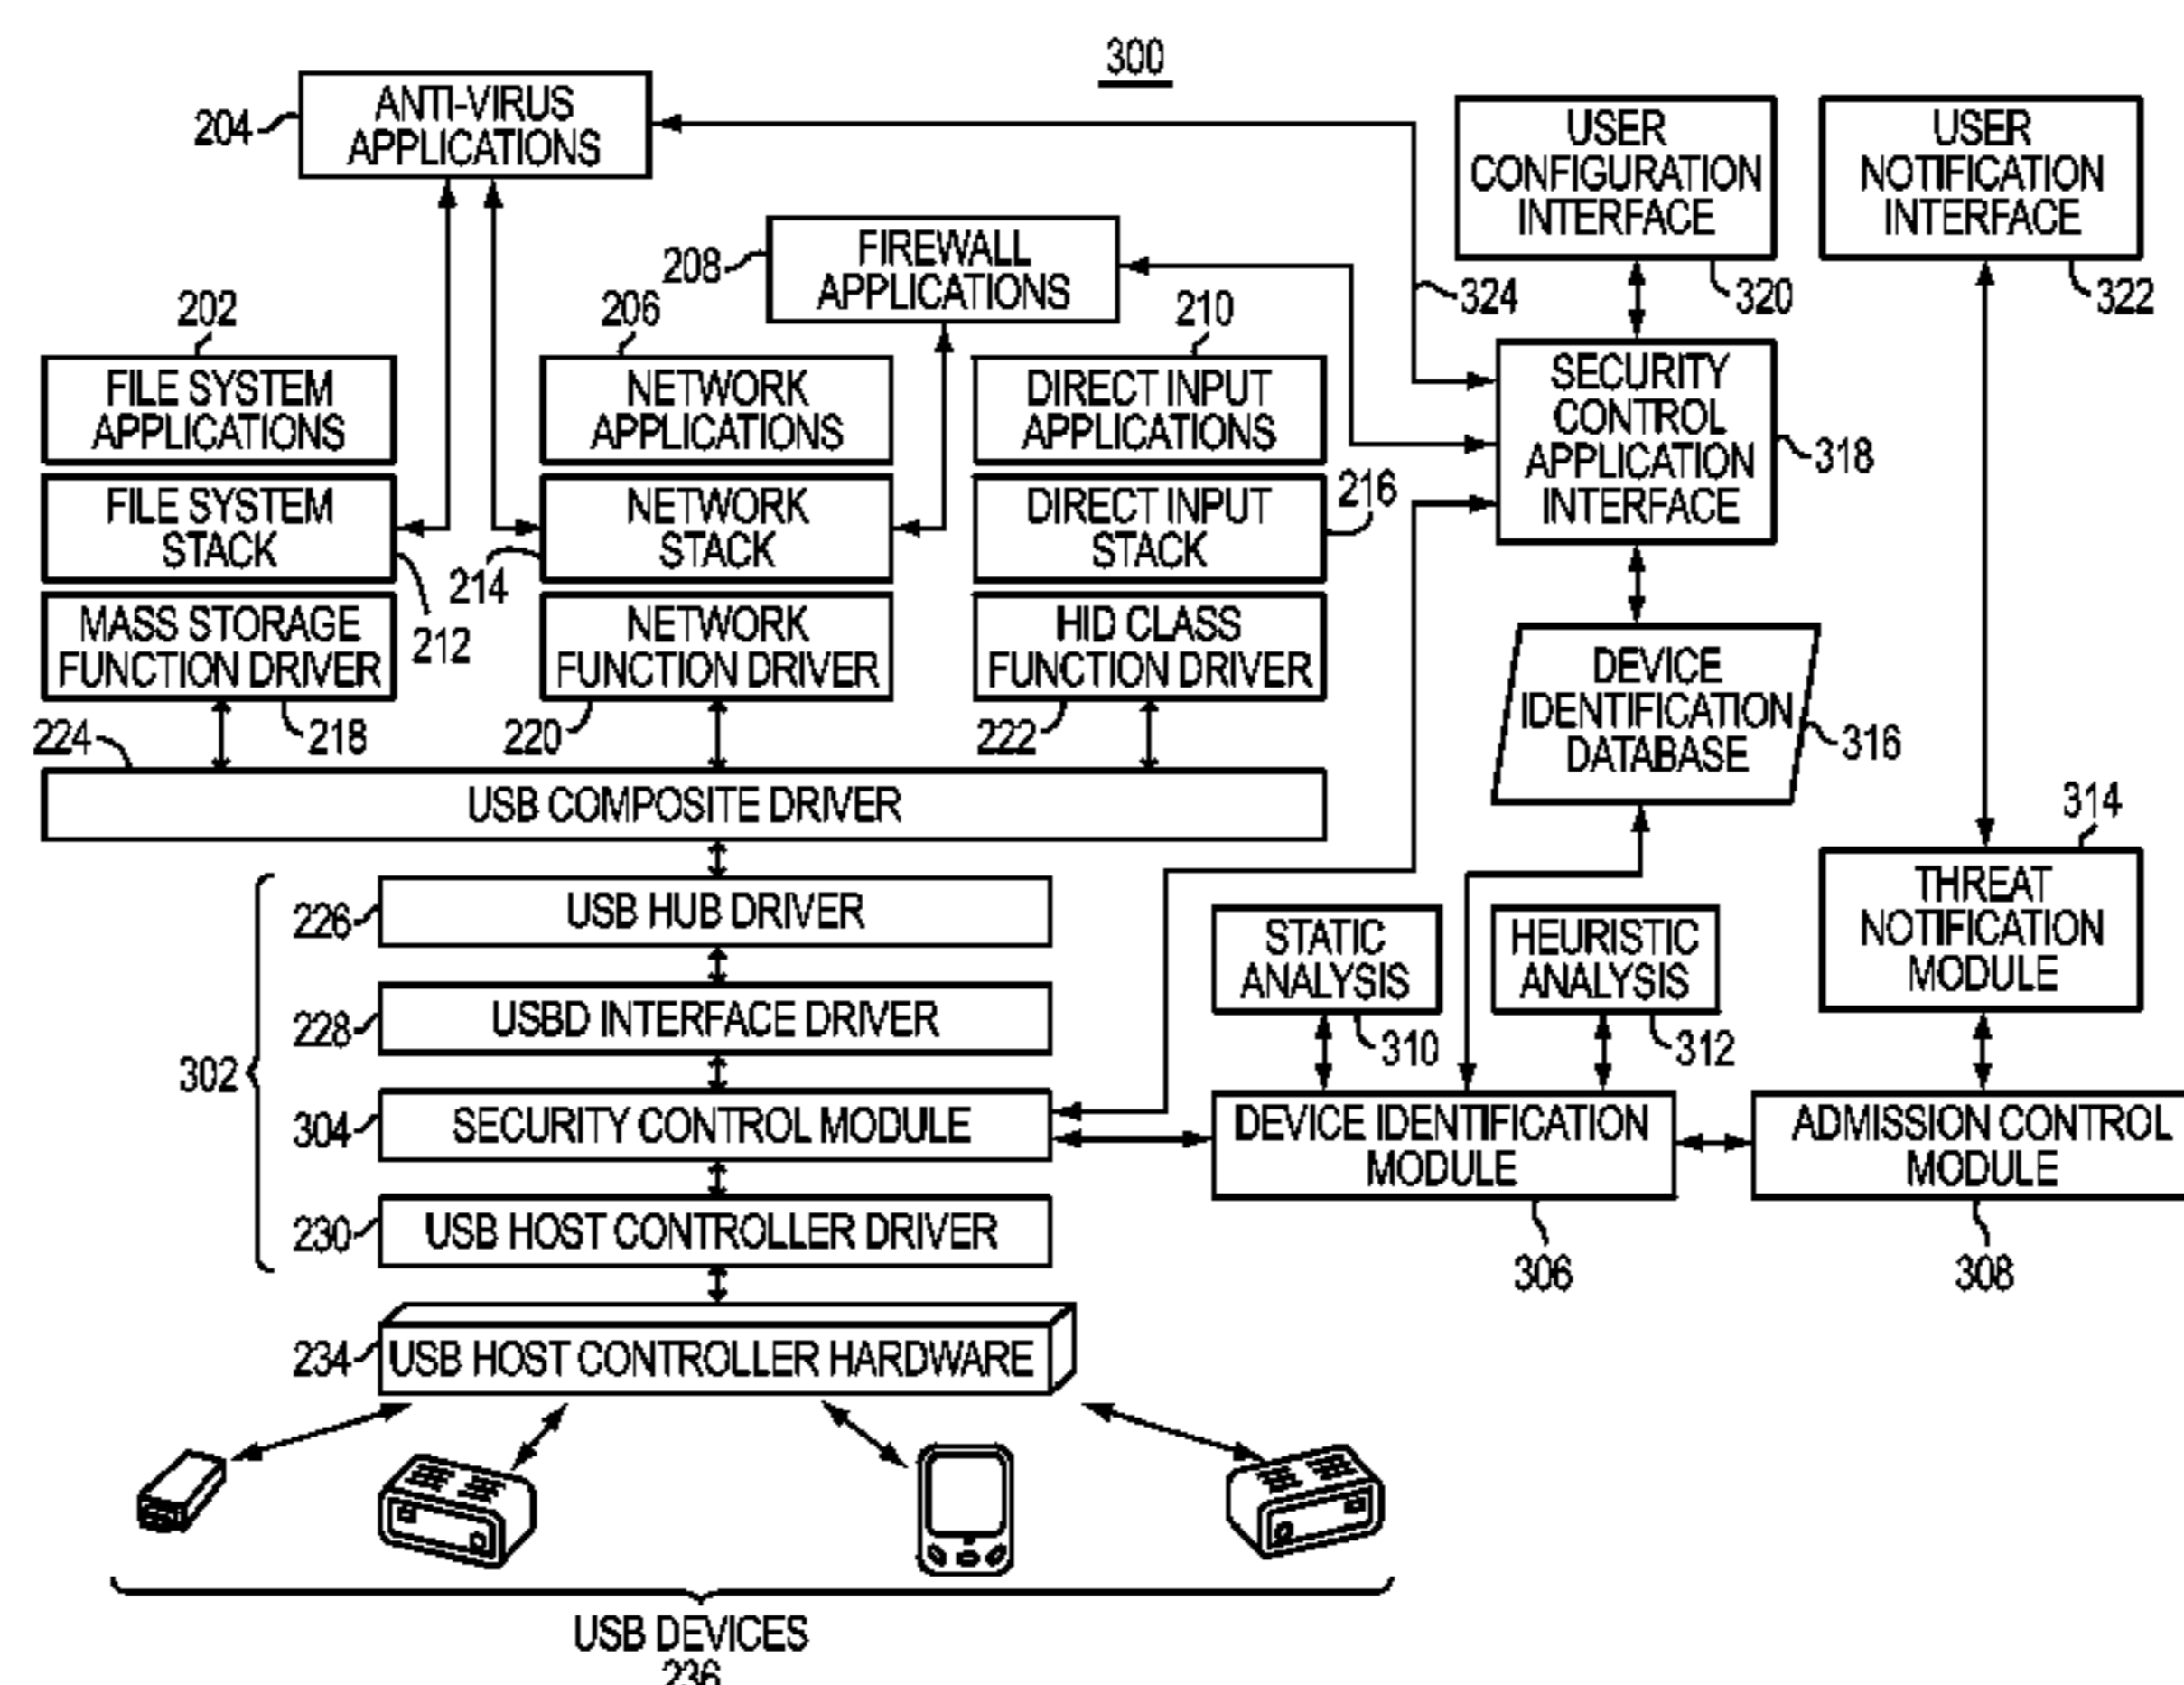 300
204
ANTI-VIRUS
APPLICATIONS
USER
CONFIGURATION
INTERFACE
320
USER
NOTIFICATION
INTERFACE
322
208
FIREWALL
APPLICATIONS
324
202
FILE SYSTEM
APPLICATIONS
206
NETWORK
APPLICATIONS
210
DIRECT INPUT
APPLICATIONS
SECURITY
CONTROL
APPLICATION
INTERFACE
318
FILE SYSTEM
STACK
212
214
NETWORK
STACK
DIRECT INPUT
STACK
216
MASS STORAGE
FUNCTION DRIVER
218
NETWORK
FUNCTION DRIVER
220
HID CLASS
FUNCTION DRIVER
222
DEVICE
IDENTIFICATION
DATABASE
316
224
USB COMPOSITE DRIVER
314
THREAT
NOTIFICATION
MODULE
302
226
USB HUB DRIVER
STATIC
ANALYSIS
310
HEURISTIC
ANALYSIS
312
228
USBD INTERFACE DRIVER
304
SECURITY CONTROL MODULE
DEVICE IDENTIFICATION
MODULE
306
ADMISSION CONTROL
MODULE
308
230
USB HOST CONTROLLER DRIVER
234
USB HOST CONTROLLER HARDWARE
USB DEVICES
236